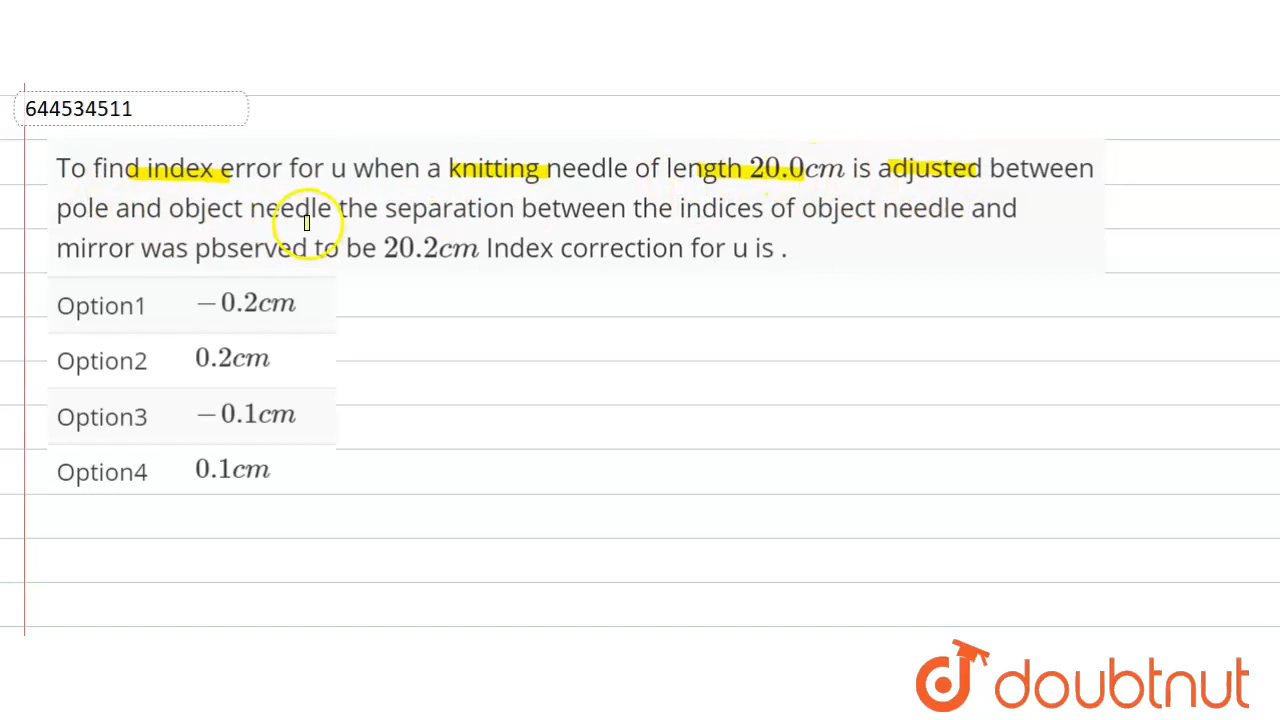 644534511
To find index error for u when a knitting needle of length 20.0cm is adjusted between
pole and object needle the separation between the indices of object needle and
mirror was pbserved to be 20.2cm Index correction for u is .
Option1 −0.2cm
Option2 0.2cm
Option3 −0.1cm
Option4 0.1cm
doubtnut